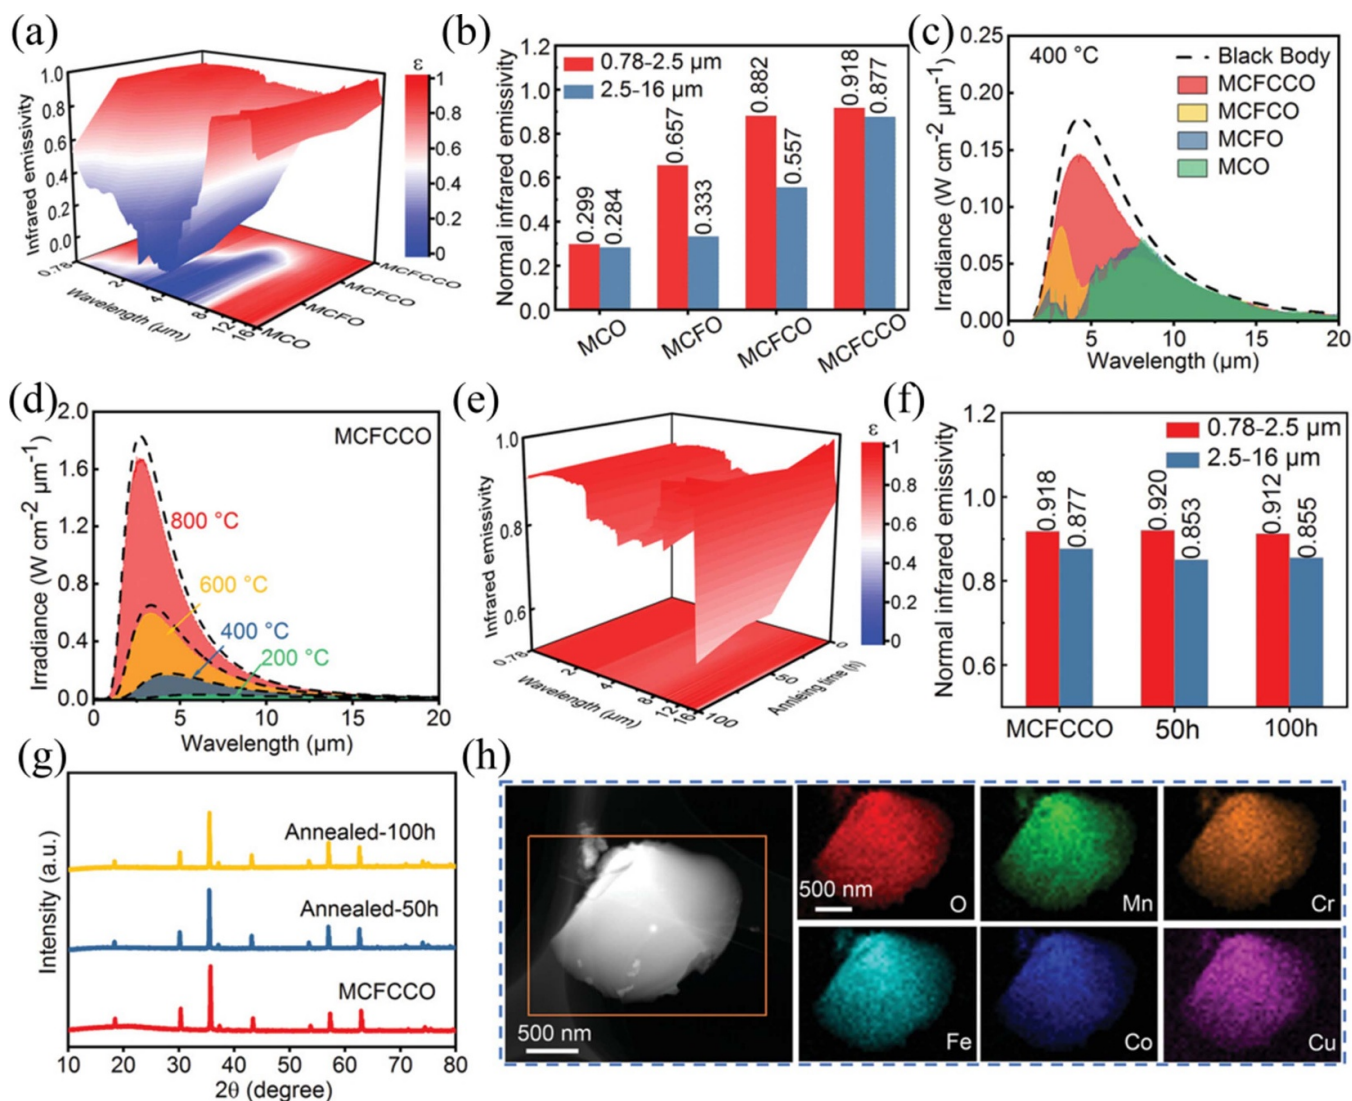 (a)
1.0
0.8
0.6
0.4
0.2
0.0
Infrared emissivity
0.78
2
4
8
12
16
Wavelength (μm)
MCO
MCFO
MCFCO
MCFCCO
ε
1
0.8
0.6
0.4
0.2
0
(b)
Normal infrared emissivity
1.2
1.0
0.8
0.6
0.4
0.2
0.0
0.78-2.5 μm
2.5-16 μm
0.299
0.284
0.657
0.333
0.882
0.557
0.918
0.877
MCO
MCFO
MCFCO
MCFCCO
(c)
Irradiance (W cm-2 μm-1)
0.25
0.20
0.15
0.10
0.05
0.00
400 °C
Black Body
MCFCCO
MCFCO
MCFO
MCO
0 5 10 15 20
Wavelength (μm)
(d)
Irradiance (W cm-2 μm-1)
2.0
1.6
1.2
0.8
0.4
0.0
MCFCCO
800 °C
600 °C
400 °C
200 °C
0 5 10 15 20
Wavelength (μm)
(e)
Infrared emissivity
1.0
0.8
0.6
0.78
2
4
8
12
16
Wavelength (μm)
100
50
0
Anneleing time (h)
ε
1
0.8
0.6
0.4
0.2
0
(f)
Normal infrared emissivity
1.2
1.0
0.8
0.6
0.78-2.5 μm
2.5-16 μm
0.918
0.877
0.920
0.853
0.912
0.855
MCFCCO 50h 100h
(g)
Intensity (a.u.)
Annealed-100h
Annealed-50h
MCFCCO
10 20 30 40 50 60 70 80
2θ (degree)
(h)
500 nm
500 nm
O
Mn
Cr
Fe
Co
Cu